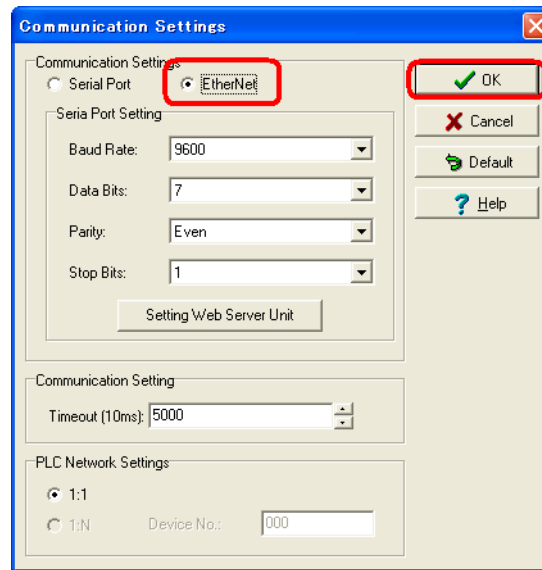 Communication Settings
Communication Settings
Serial Port
EtherNet
OK
Seria Port Setting
Cancel
Baud Rate:
9600
Default
Data Bits:
7
Help
Parity:
Even
Stop Bits:
1
Setting Web Server Unit
Communication Setting
Timeout (10ms):
5000
PLC Network Settings
1:1
1:N
Device No.:
000